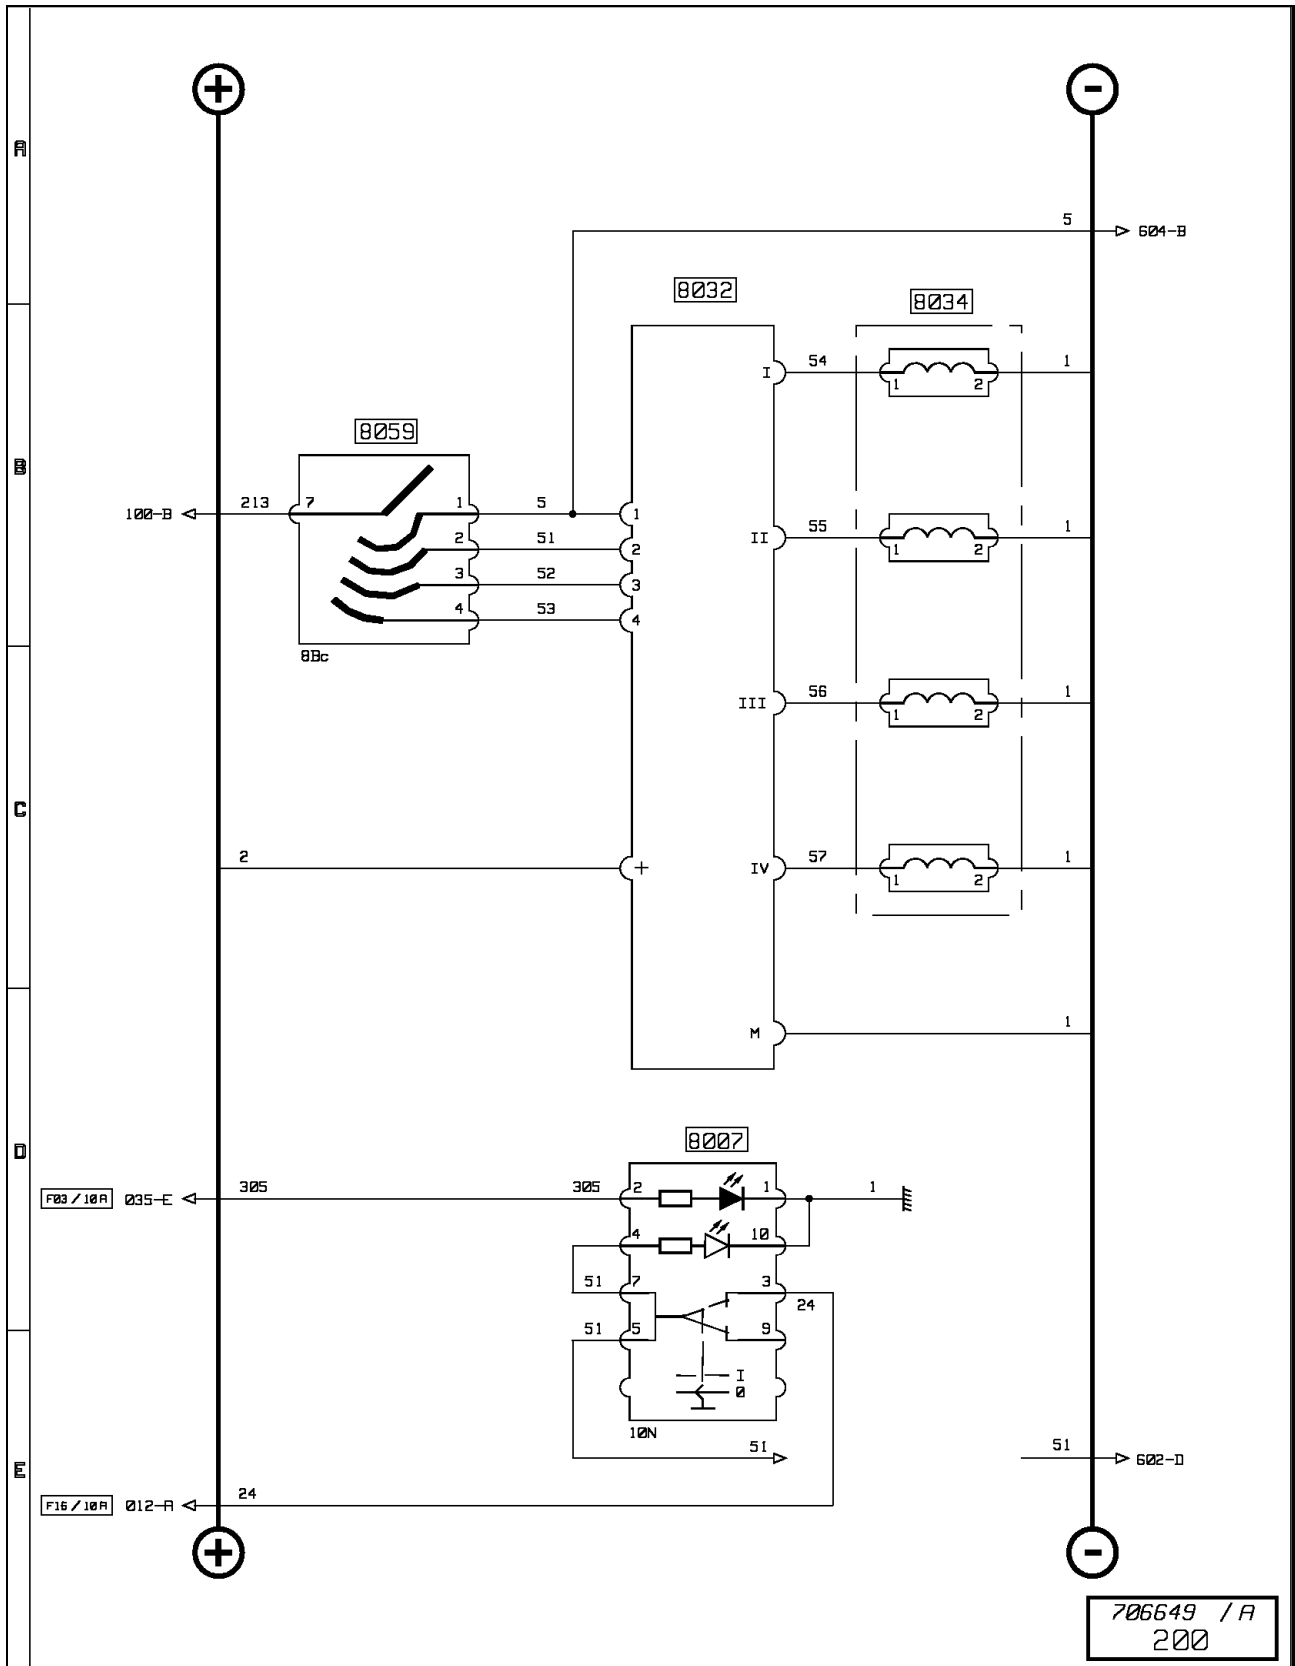 + -
A
5
604-B
8032
8034
I 54 1 2 1
8059
B
100-B 213 7 1 5 1
II 55 1 2 1
2 51 2
3 52 3
4 53 4
8Bc
III 56 1 2 1
C
2 + IV 57 1 2 1
M 1
8007
D
F03/10A 035-E 305 305 2 1 1
4 10
51 7 3
24
51 5 9
I
0
10N
51 51 602-D
E
F16/10A 012-A 24
+ -
706649 /A
200